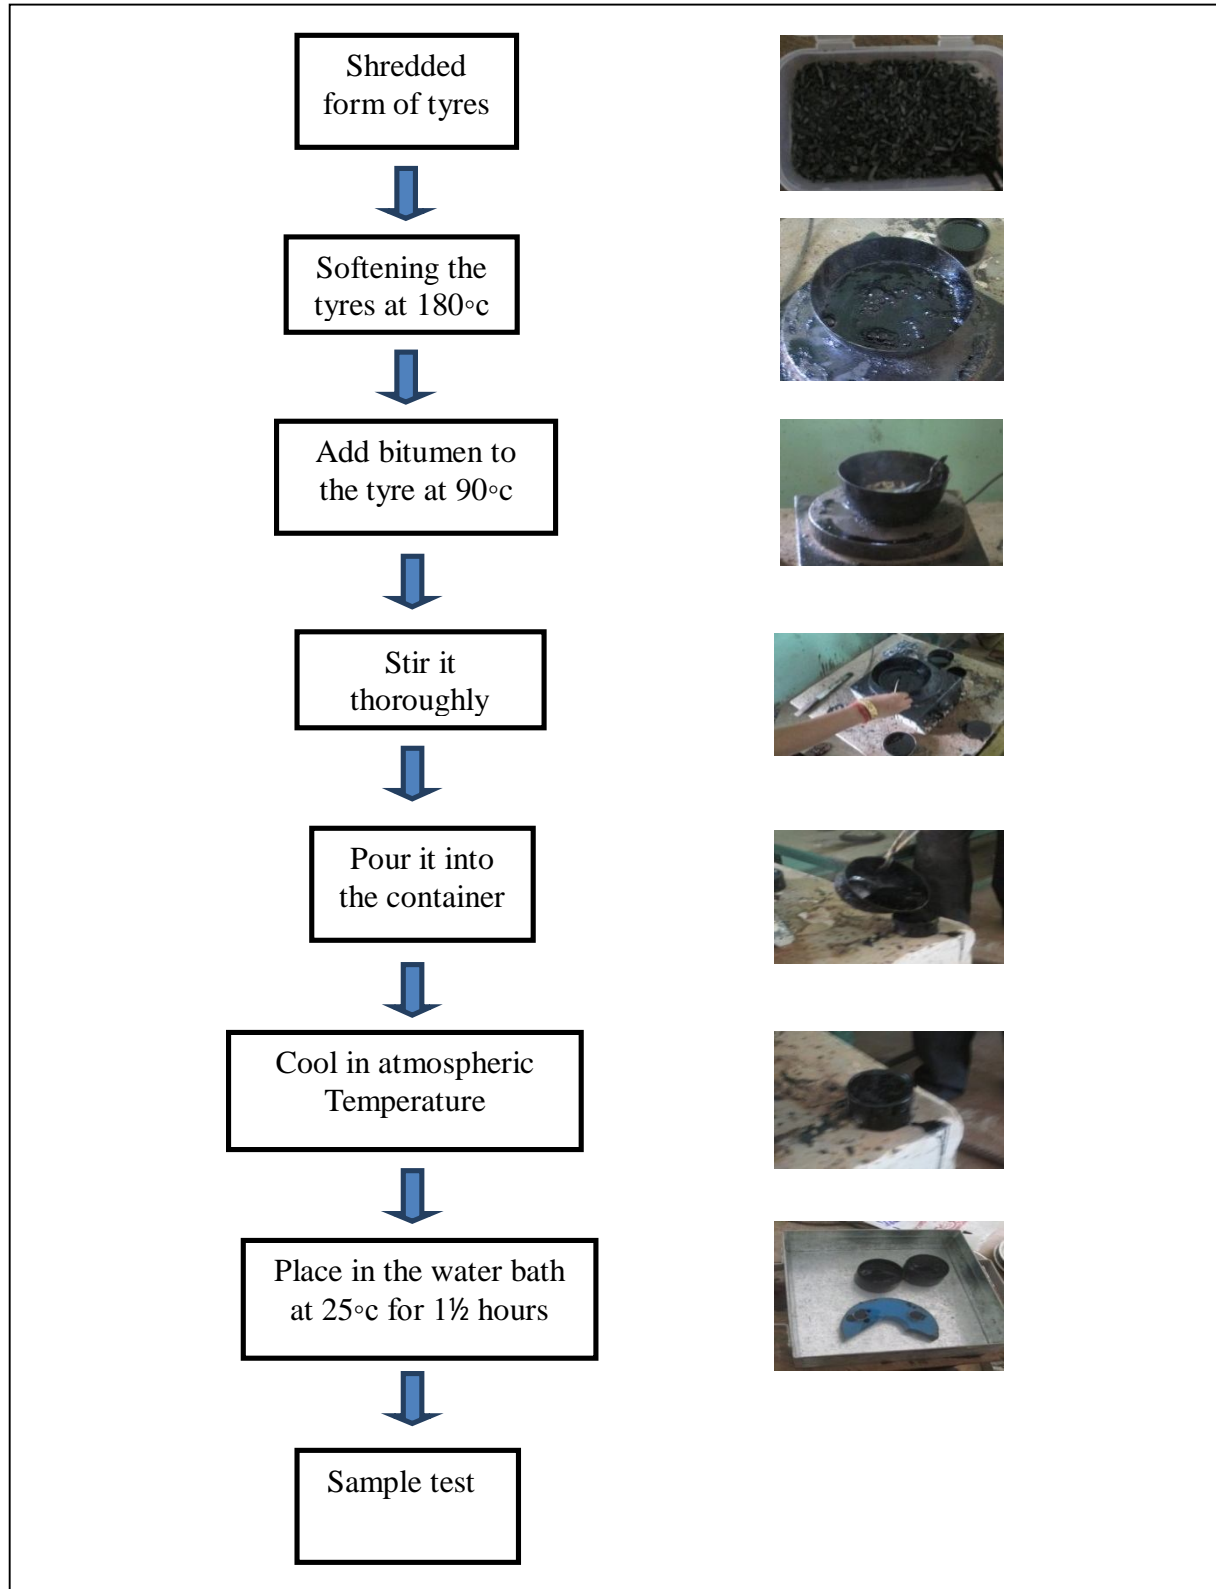 Shredded
form of tyres
Softening the
tyres at 180◦c
Add bitumen to
the tyre at 90◦c
Stir it
thoroughly
Pour it into
the container
Cool in atmospheric
Temperature
Place in the water bath
at 25◦c for 1½ hours
Sample test